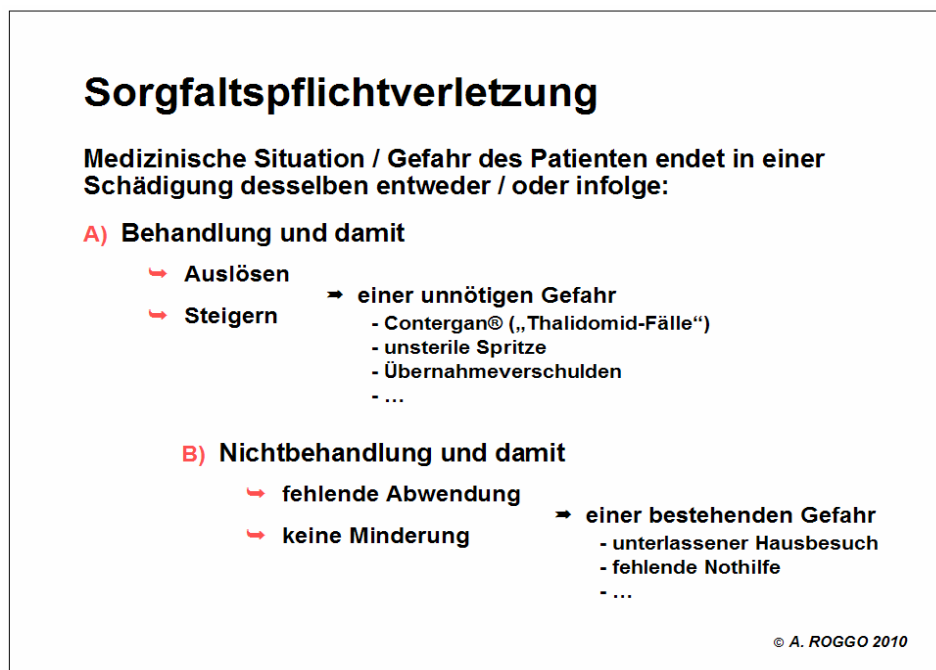 Sorgfaltspflichtverletzung
Medizinische Situation / Gefahr des Patienten endet in einer
Schädigung desselben entweder / oder infolge:
A) Behandlung und damit
➥ Auslösen
➥ Steigern
➠ einer unnötigen Gefahr
- Contergan® („Thalidomid-Fälle“)
- unsterile Spritze
- Übernahmeverschulden
- …
B) Nichtbehandlung und damit
➥ fehlende Abwendung
➥ keine Minderung
➠ einer bestehenden Gefahr
- unterlassener Hausbesuch
- fehlende Nothilfe
- …
© A. ROGGO 2010